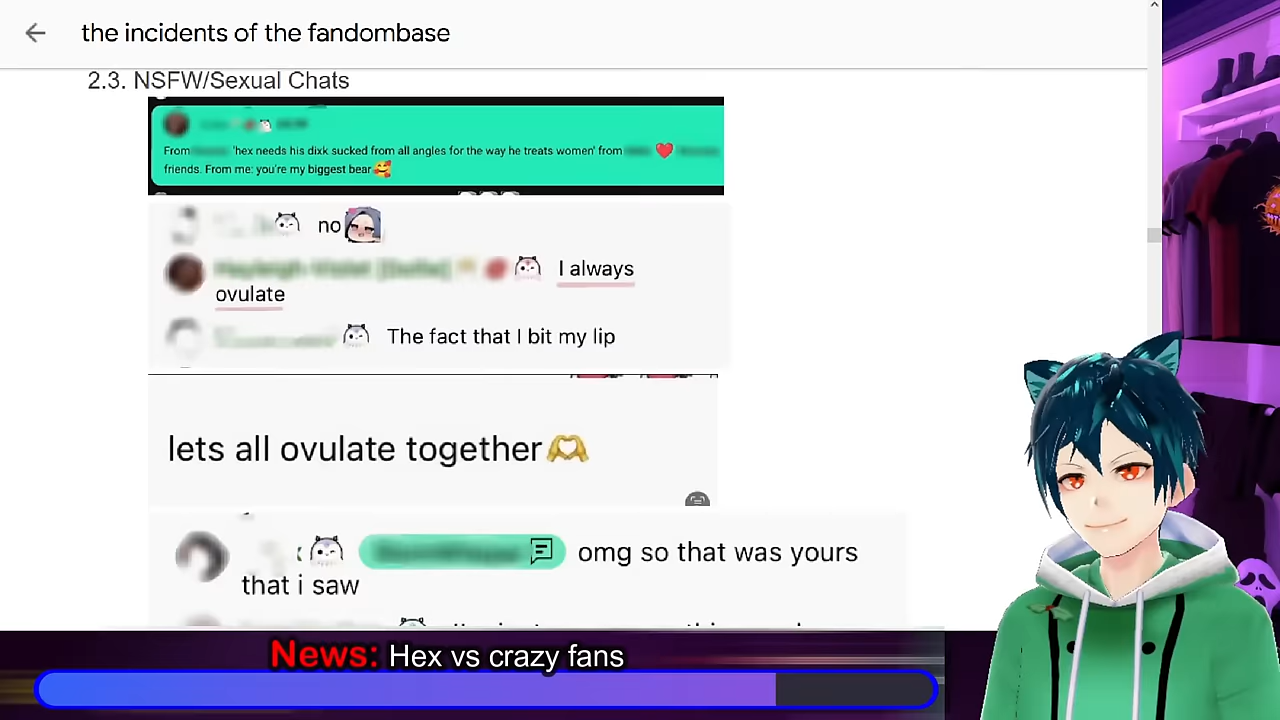 the incidents of the fandombase
2.3. NSFW/Sexual Chats
From 'hex needs his dixk sucked from all angles for the way he treats women' from
friends. From me: you're my biggest bear
no
I always
ovulate
The fact that I bit my lip
lets all ovulate together
omg so that was yours
that i saw
News: Hex vs crazy fans